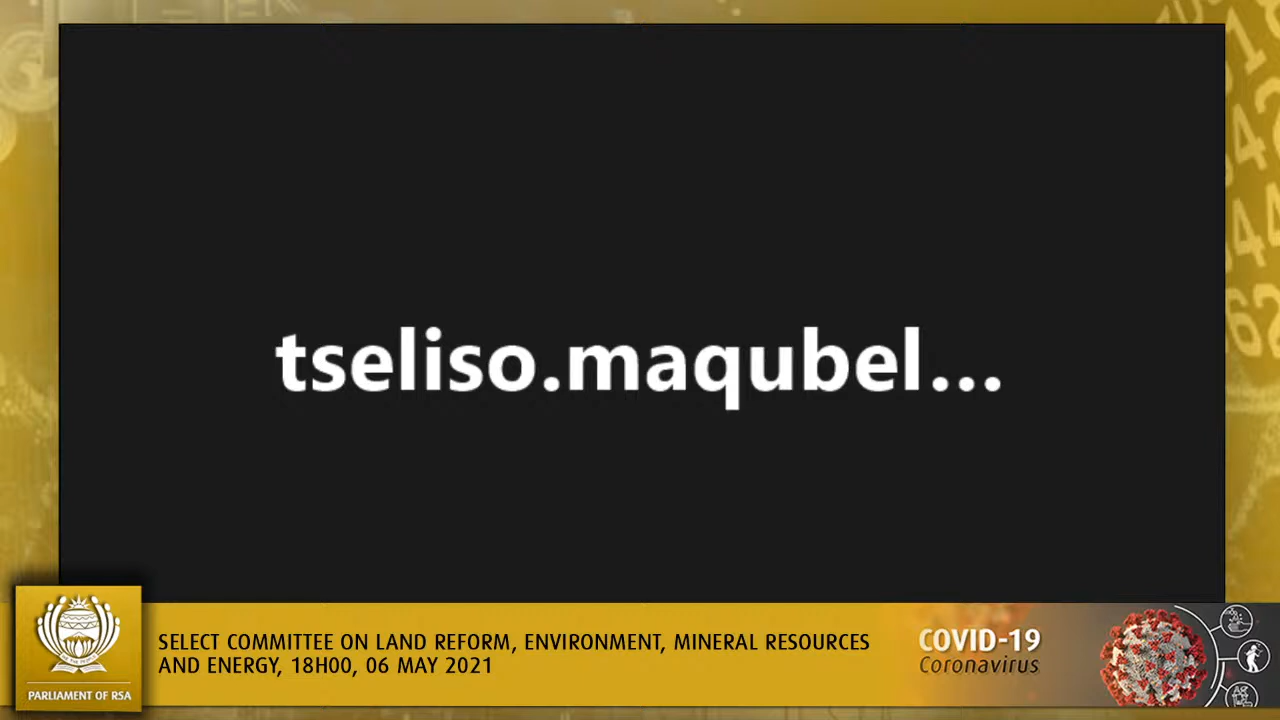 tseliso.maqubel...
SELECT COMMITTEE ON LAND REFORM, ENVIRONMENT, MINERAL RESOURCES
AND ENERGY, 18H00, 06 MAY 2021
COVID-19
Coronavirus
PARLIAMENT OF RSA